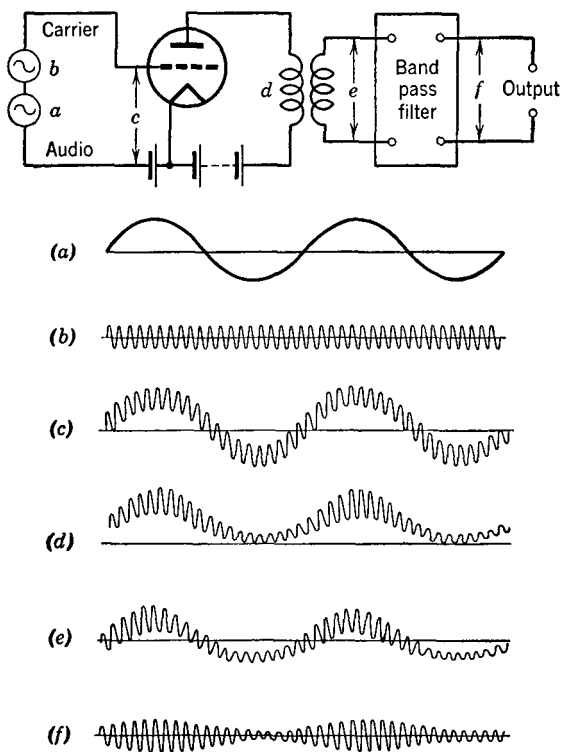 Carrier
b
a
c
Audio
d
e
Band
pass
filter
f
Output
(a)
(b)
(c)
(d)
(e)
(f)